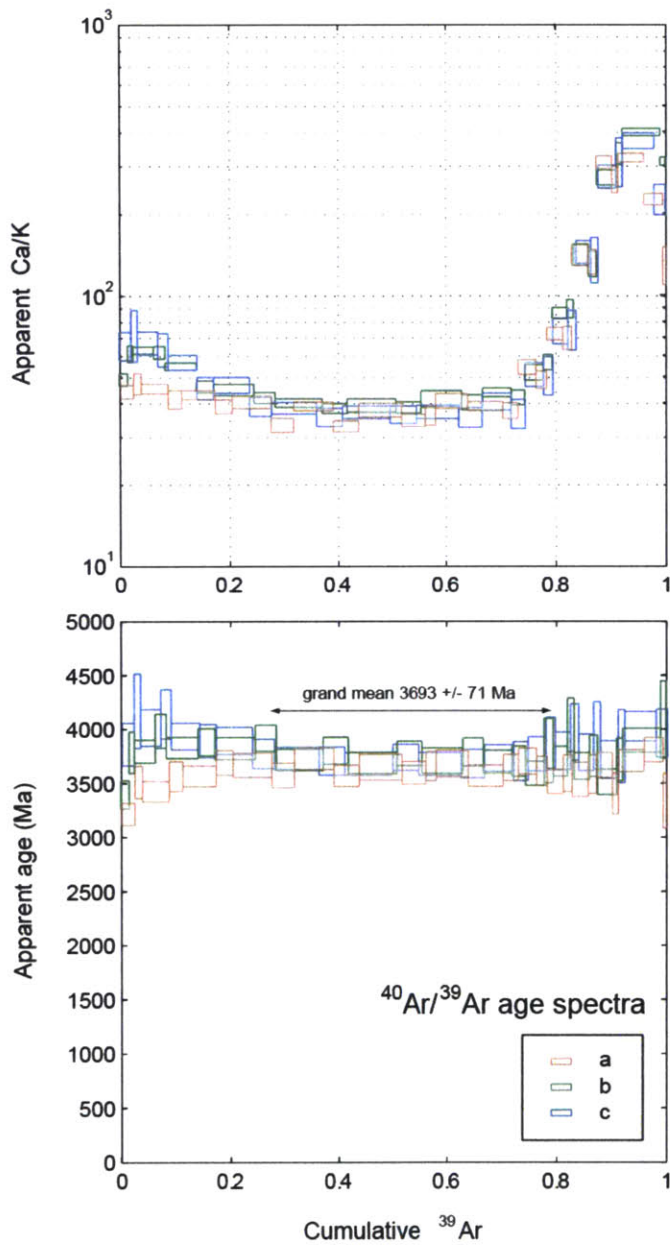 10³
Apparent Ca/K
10²
10¹
0 0.2 0.4 0.6 0.8 1
5000
4500
grand mean 3693 +/- 71 Ma
4000
3500
3000
Apparent age (Ma)
2500
2000
1500
⁴⁰Ar/³⁹Ar age spectra
1000
a
500
b
c
0
0 0.2 0.4 0.6 0.8 1
Cumulative ³⁹Ar